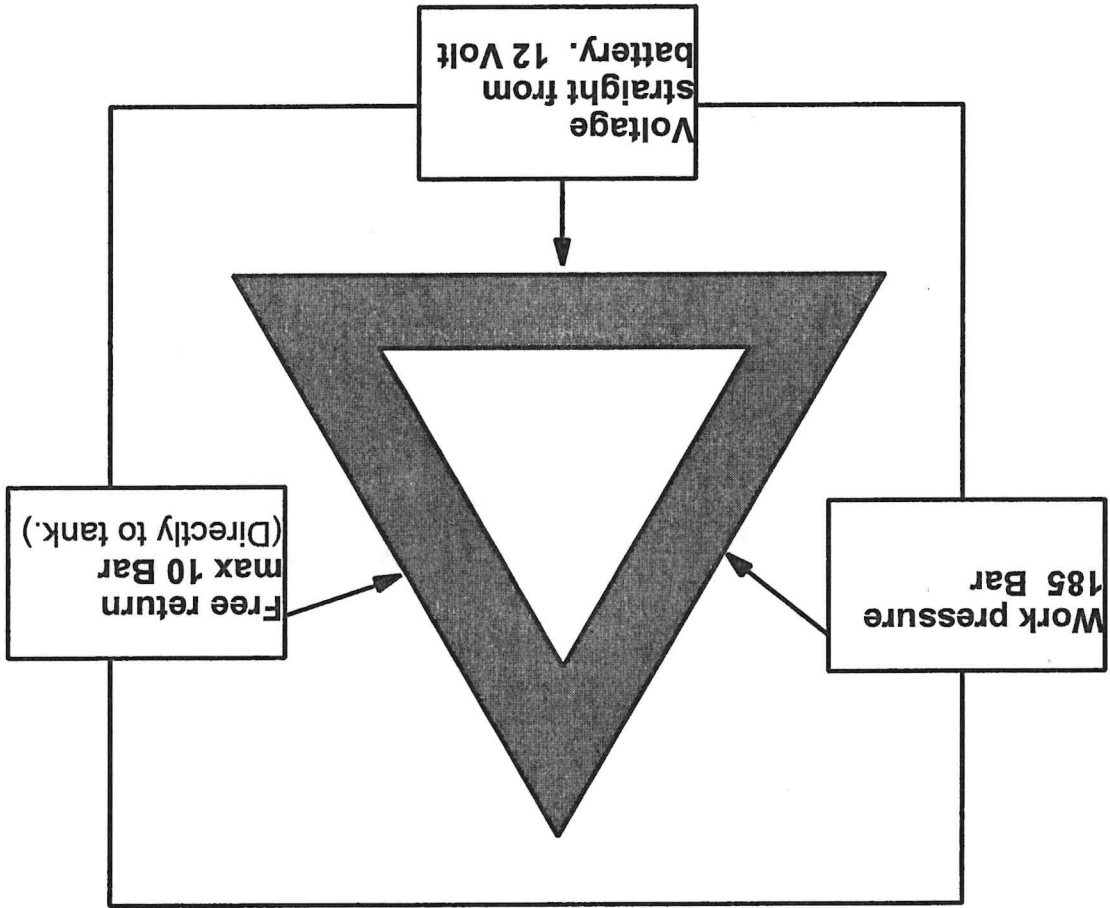 Work pressure
185 Bar
Free return
max 10 Bar
(Directly to tank.)
Voltage
straight from
battery. 12 Volt